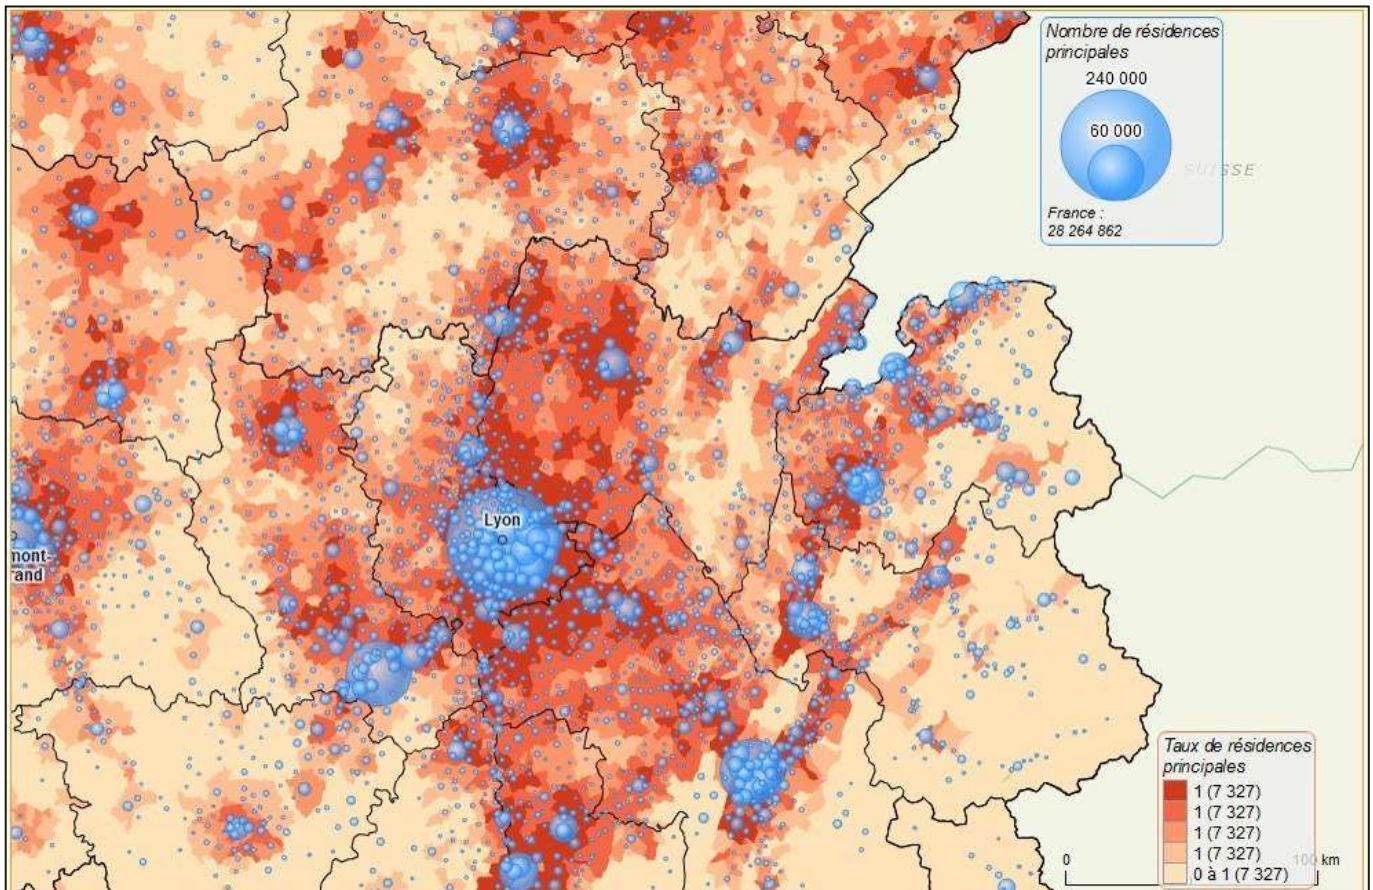 Nombre de résidences
principales
240 000
60 000
France :
28 264 862
SUISSE
Lyon
mont-
rand
Taux de résidences
principales
1 (7 327)
1 (7 327)
1 (7 327)
1 (7 327)
0 à 1 (7 327)
0
100 km